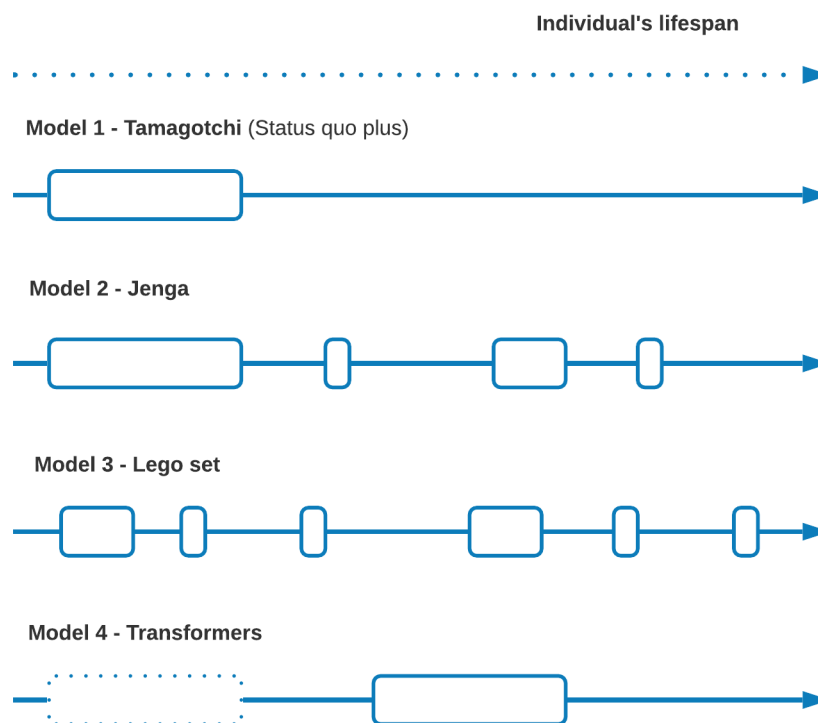 Individual's lifespan
Model 1 - Tamagotchi (Status quo plus)
Model 2 - Jenga
Model 3 - Lego set
Model 4 - Transformers